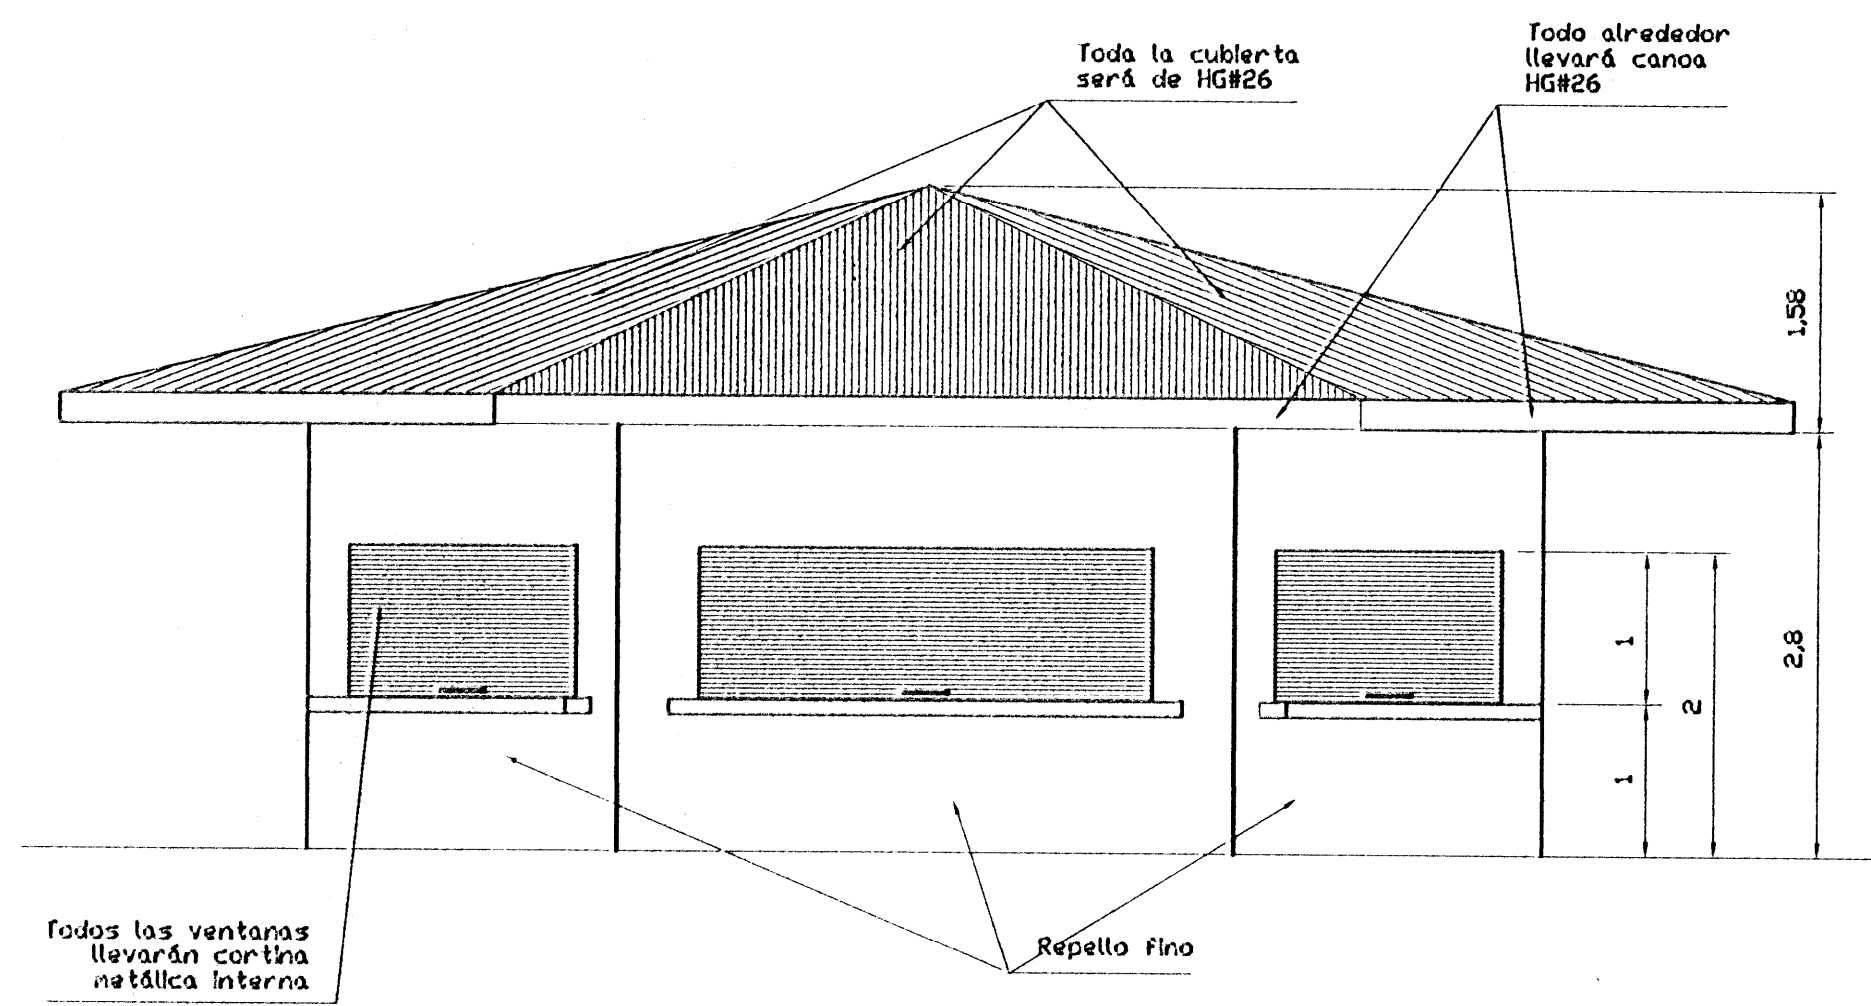 Toda la cubierta
será de HG#26
Todo alrededor
llevará canoa
HG#26
1,58
2,8
1
2
1
Todos las ventanas
llevarán cortina
metálica interna
Repello fino